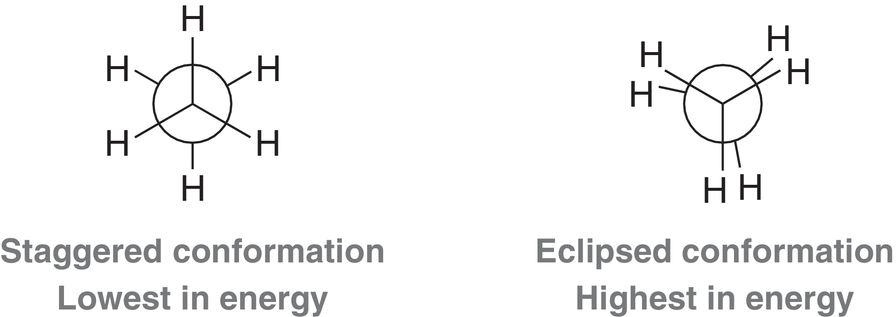 H
H H
H H
H
H H
H H
H H
Staggered conformation
Lowest in energy
Eclipsed conformation
Highest in energy